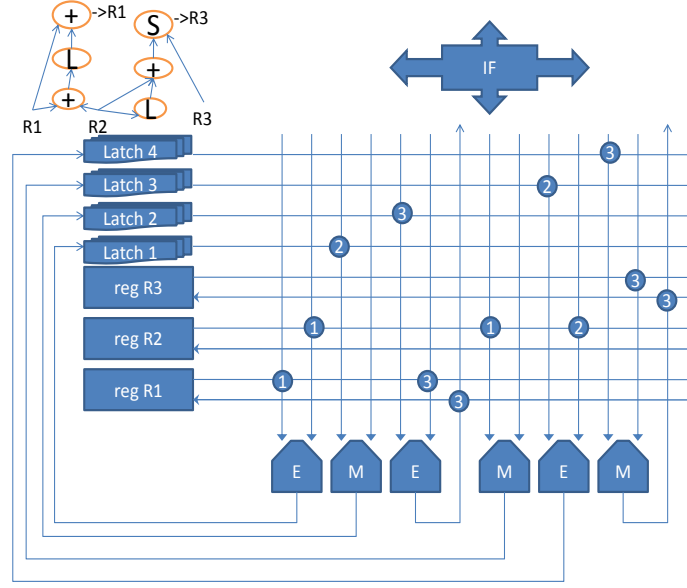 + ->R1 S ->R3
L +
+ L
R1 R2 R3
IF
Latch 4 3
Latch 3 2
Latch 2 3
Latch 1 2
reg R3 3
3
reg R2 1 1 2
reg R1 1 3
3
E M E M E M